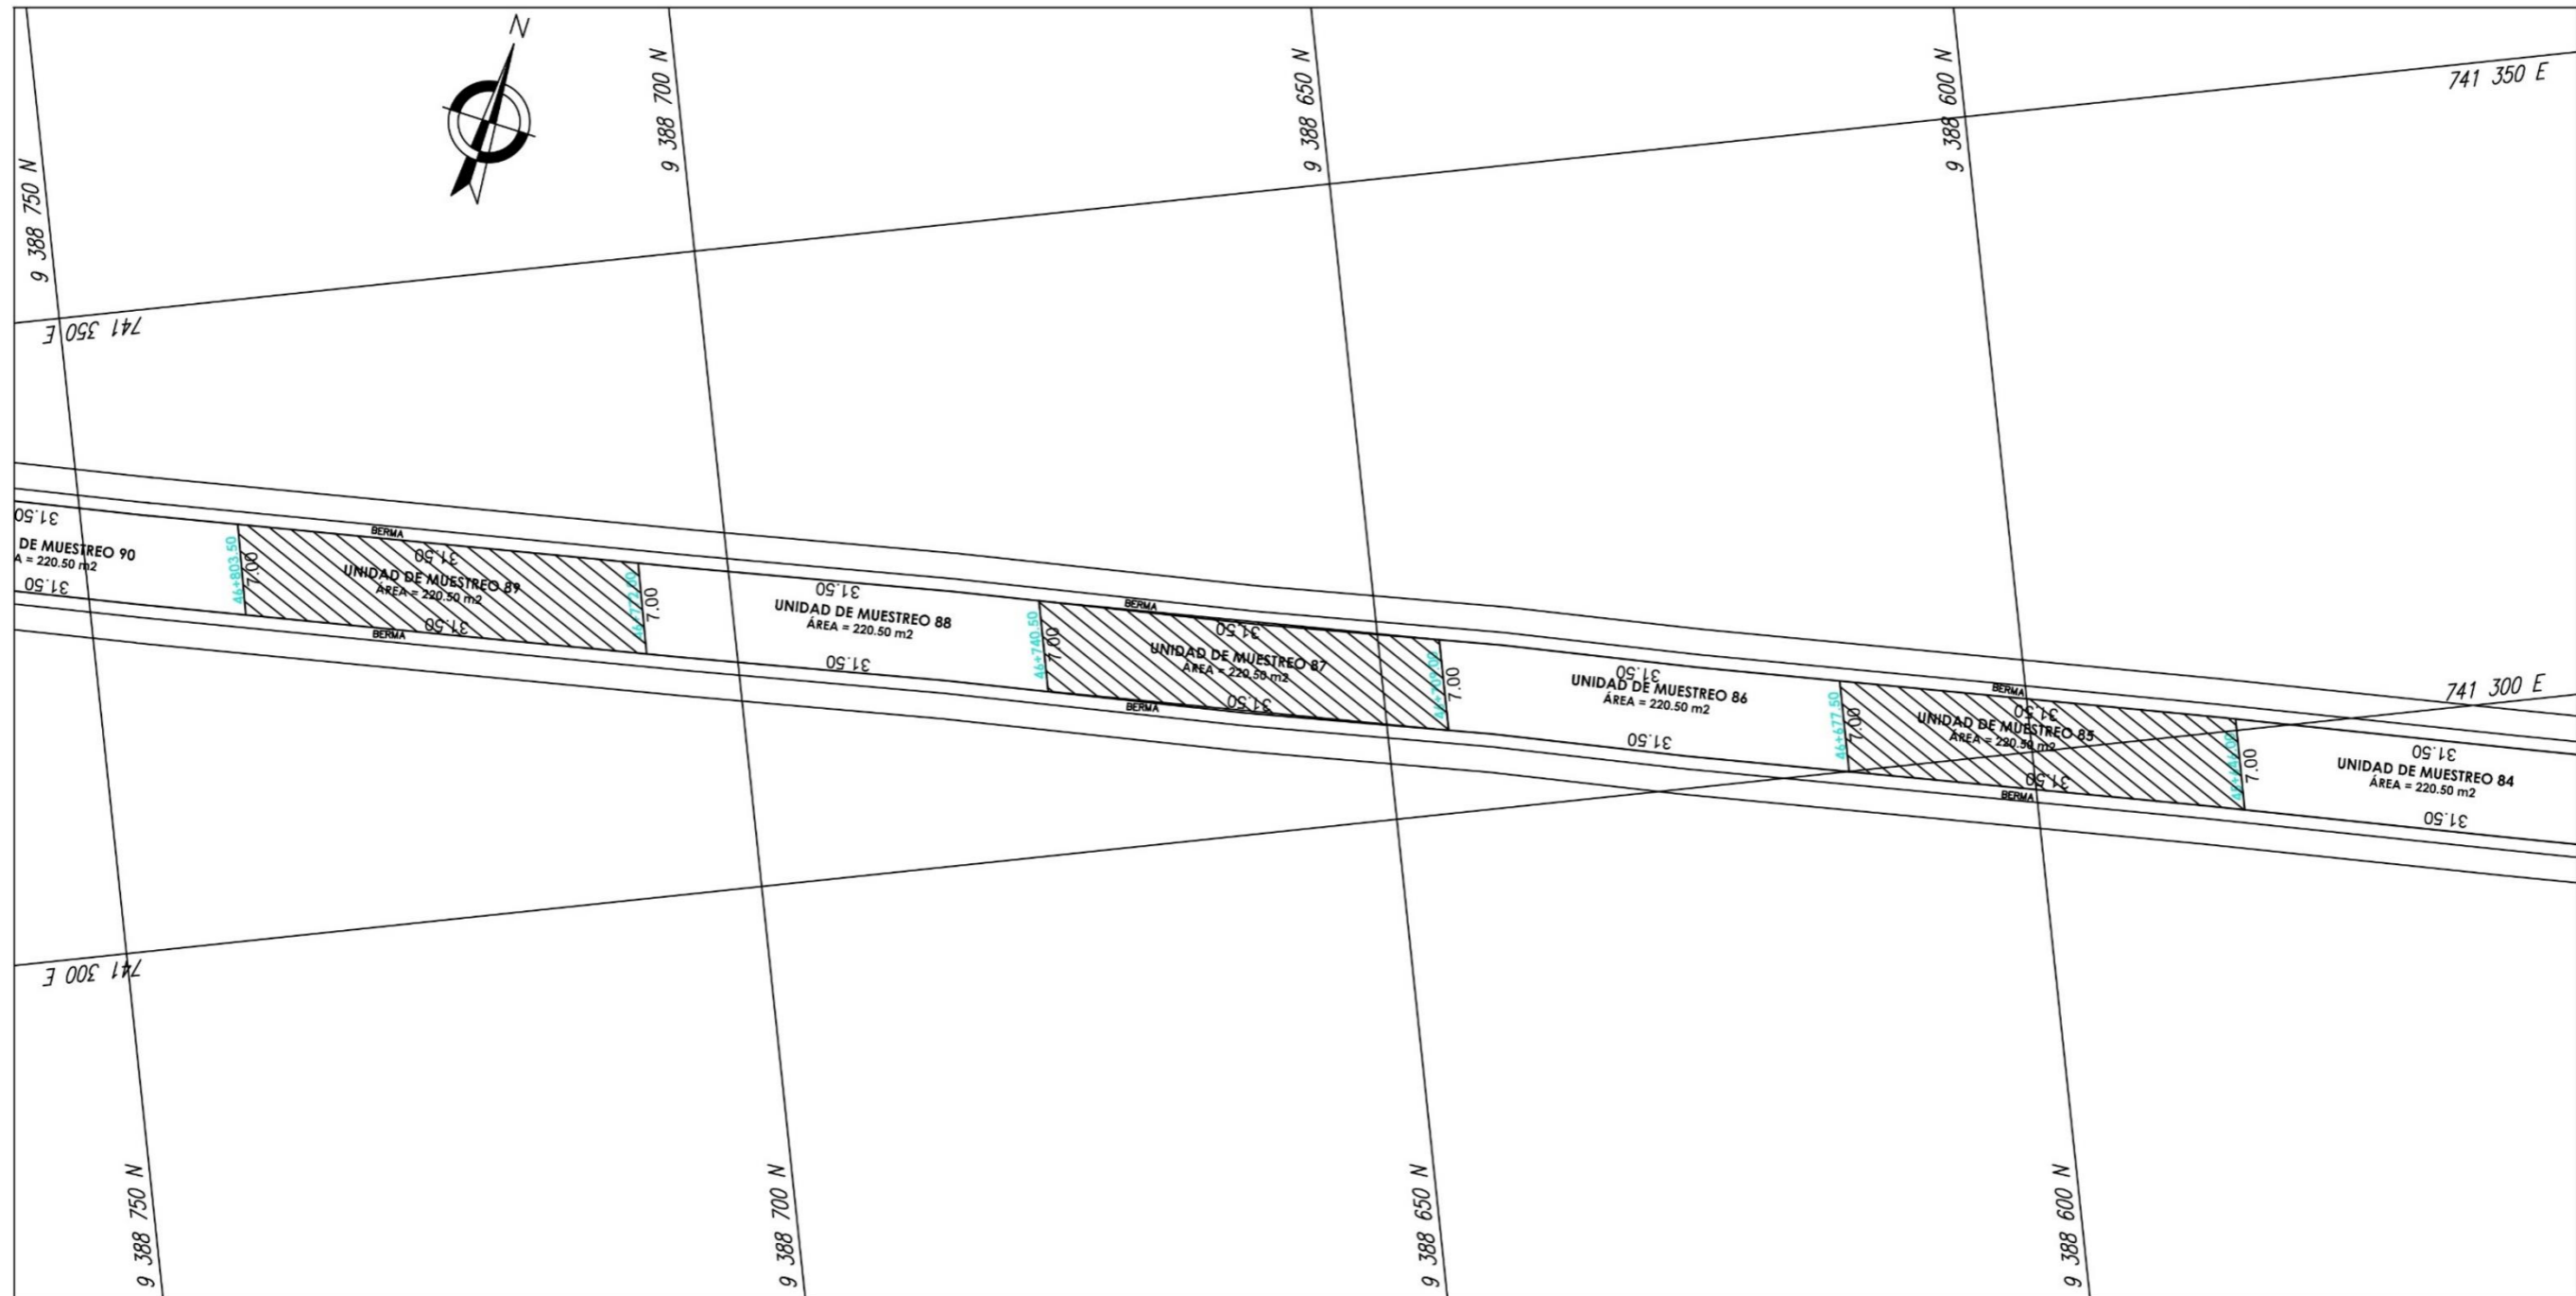 N
9 388 750 N
9 388 700 N
9 388 650 N
9 388 600 N
741 350 E
741 350 E
31.50
DE MUESTREO 90
A = 220.50 m2
31.50
46+803.50
7.00
BERMA
31.50
UNIDAD DE MUESTREO 89
ÁREA = 220.50 m2
31.50
BERMA
46+772.00
7.00
31.50
UNIDAD DE MUESTREO 88
ÁREA = 220.50 m2
31.50
46+740.50
7.00
BERMA
31.50
UNIDAD DE MUESTREO 87
ÁREA = 220.50 m2
31.50
BERMA
46+709.00
7.00
31.50
UNIDAD DE MUESTREO 86
ÁREA = 220.50 m2
31.50
46+677.50
7.00
BERMA
31.50
UNIDAD DE MUESTREO 85
ÁREA = 220.50 m2
31.50
BERMA
7.00
741 300 E
31.50
UNIDAD DE MUESTREO 84
ÁREA = 220.50 m2
31.50
741 300 E
9 388 750 N
9 388 700 N
9 388 650 N
9 388 600 N